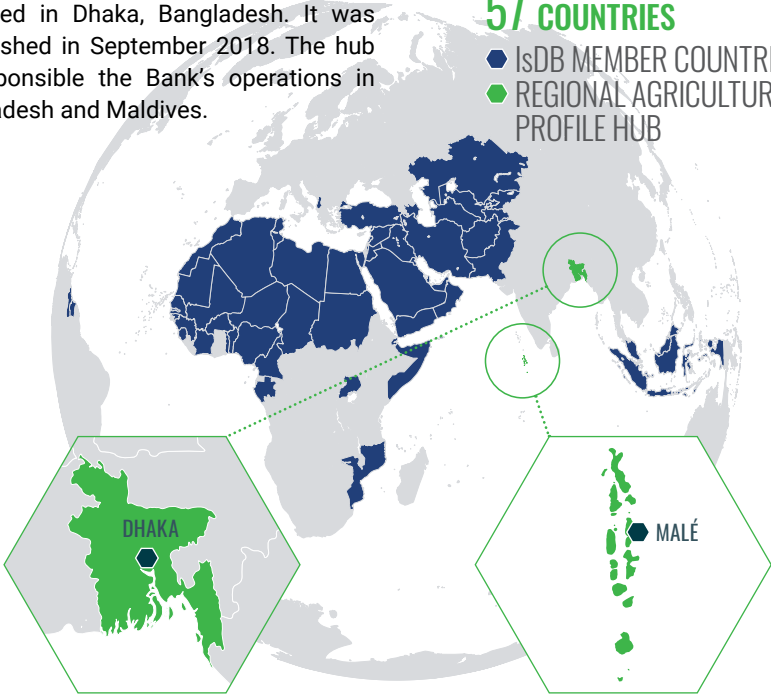 ed in Dhaka, Bangladesh. It was
shed in September 2018. The hub
ponsible the Bank’s operations in
adesh and Maldives.
57 COUNTRIES
IsDB MEMBER COUNTRI
REGIONAL AGRICULTUR
PROFILE HUB
DHAKA
MALÉ